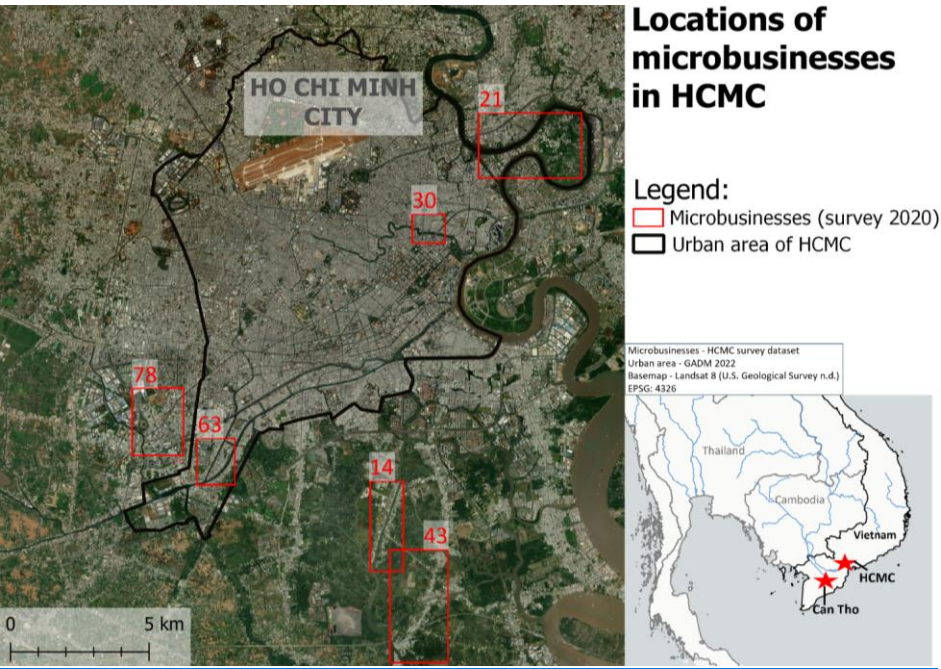 Locations of
microbusinesses
in HCMC
HO CHI MINH
CITY
21
30
78
63
14
43
0 5 km
Legend:
Microbusinesses (survey 2020)
Urban area of HCMC
Microbusinesses - HCMC survey dataset
Urban area - GADM 2022
Basemap - Landsat 8 (U.S. Geological Survey n.d.)
EPSG: 4326
Thailand
Cambodia
Vietnam
HCMC
Can Tho